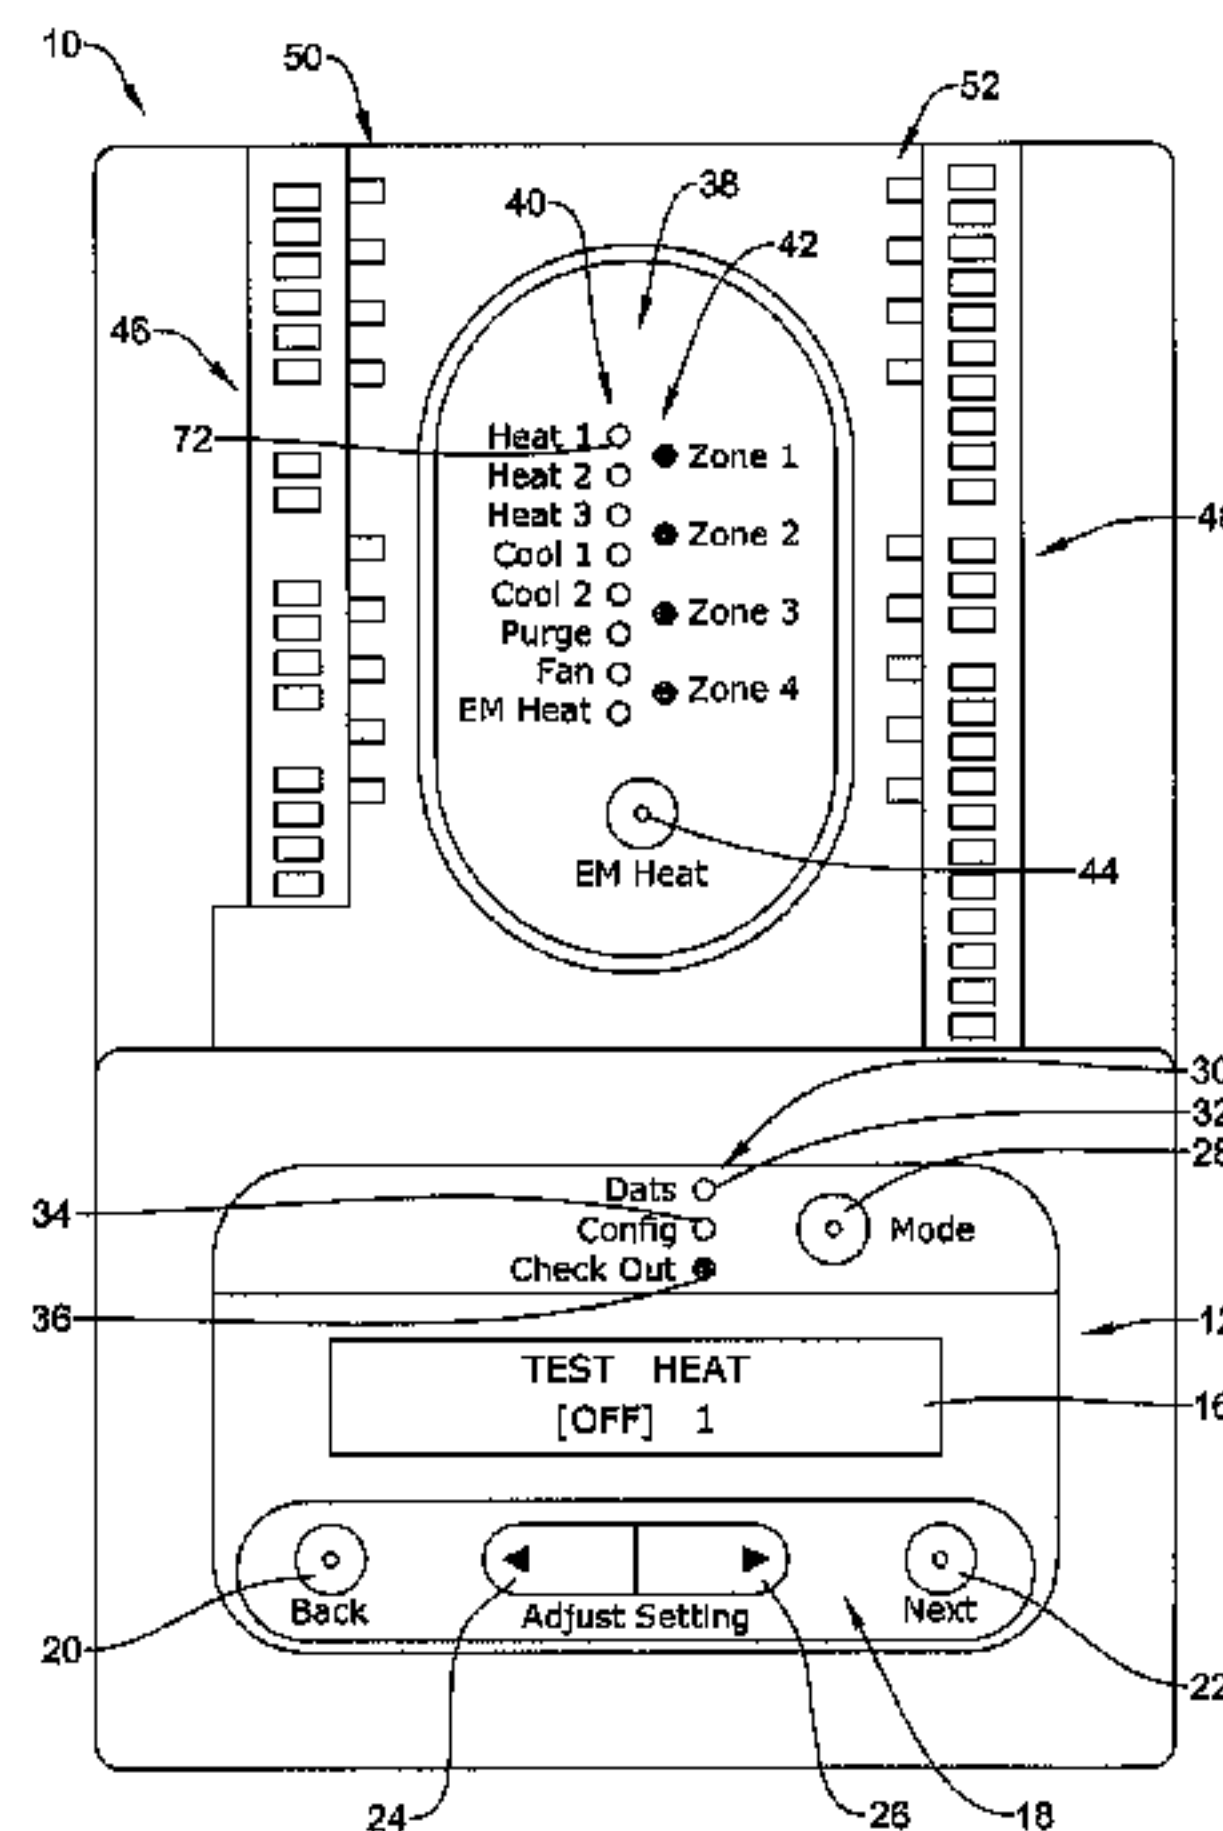 10
50
52
40
38
42
46
72
Heat 1
Heat 2
Heat 3
Cool 1
Cool 2
Purge
Fan
EM Heat
Zone 1
Zone 2
Zone 3
Zone 4
EM Heat
44
30
32
28
34
36
Dats
Config
Check Out
Mode
12
TEST HEAT
[OFF] 1
16
Back
Adjust Setting
Next
20
22
24
26
18